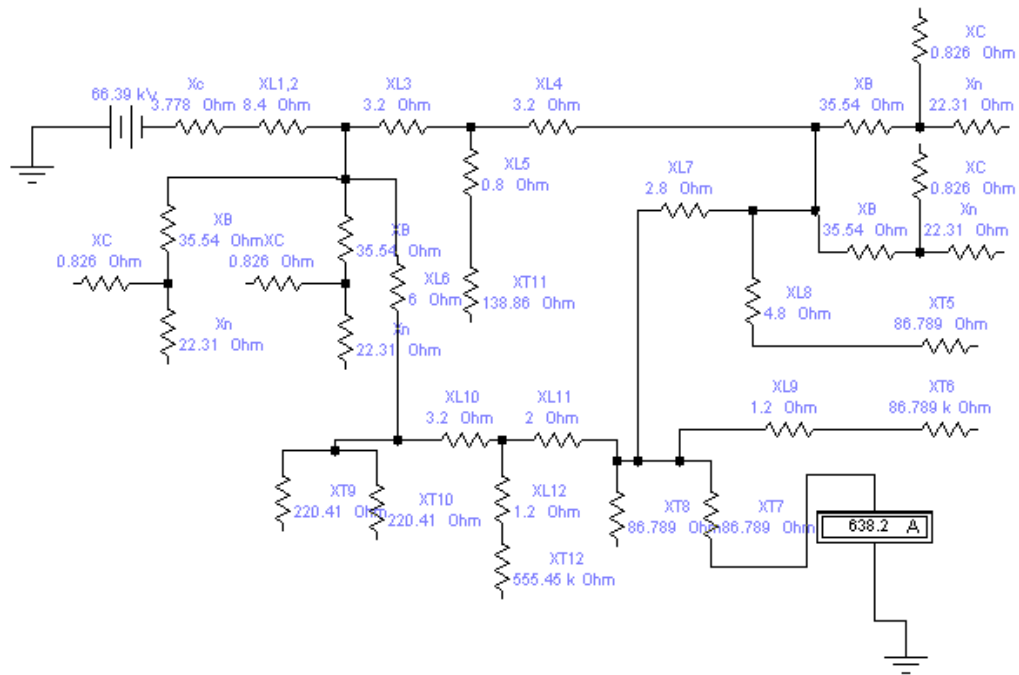 XC
0.826 Ohm
66.39 kV
Xc
3.778 Ohm
XL1,2
8.4 Ohm
XL3
3.2 Ohm
XL4
3.2 Ohm
XB
35.54 Ohm
Xn
22.31 Ohm
XL5
0.8 Ohm
XL7
2.8 Ohm
XC
0.826 Ohm
XB
35.54 Ohm
Xn
22.31 Ohm
XB
35.54 Ohm
XC
0.826 Ohm
XC
0.826 Ohm
XB
35.54 Ohm
XL6
6 Ohm
XT11
138.86 Ohm
XL8
4.8 Ohm
XT5
86.789 Ohm
Xn
22.31 Ohm
Xn
22.31 Ohm
XL10
3.2 Ohm
XL11
2 Ohm
XL9
1.2 Ohm
XT6
86.789 k Ohm
XT9
220.41 Ohm
XT10
220.41 Ohm
XL12
1.2 Ohm
XT8
86.789 Ohm
XT7
86.789 Ohm
638.2 A
XT12
555.45 k Ohm